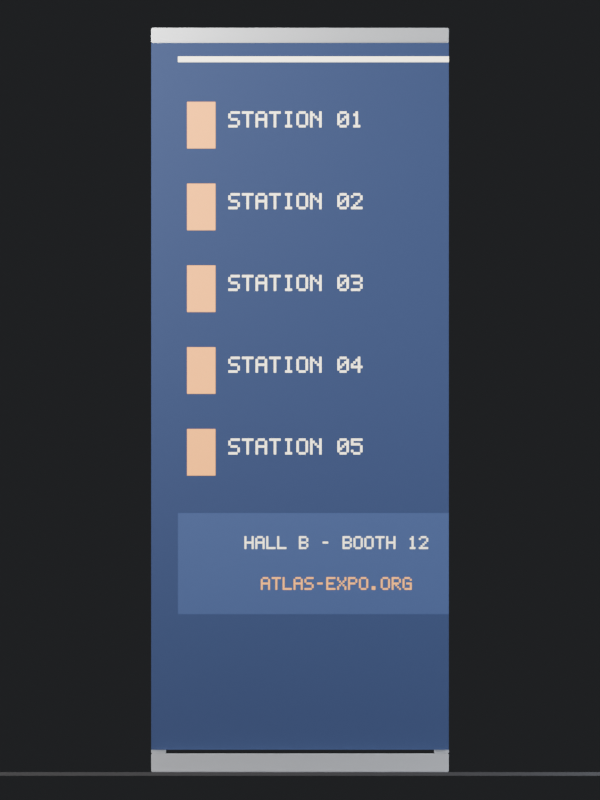 STATION 01
STATION 02
STATION 03
STATION 04
STATION 05
HALL B - BOOTH 12
ATLAS-EXPO.ORG